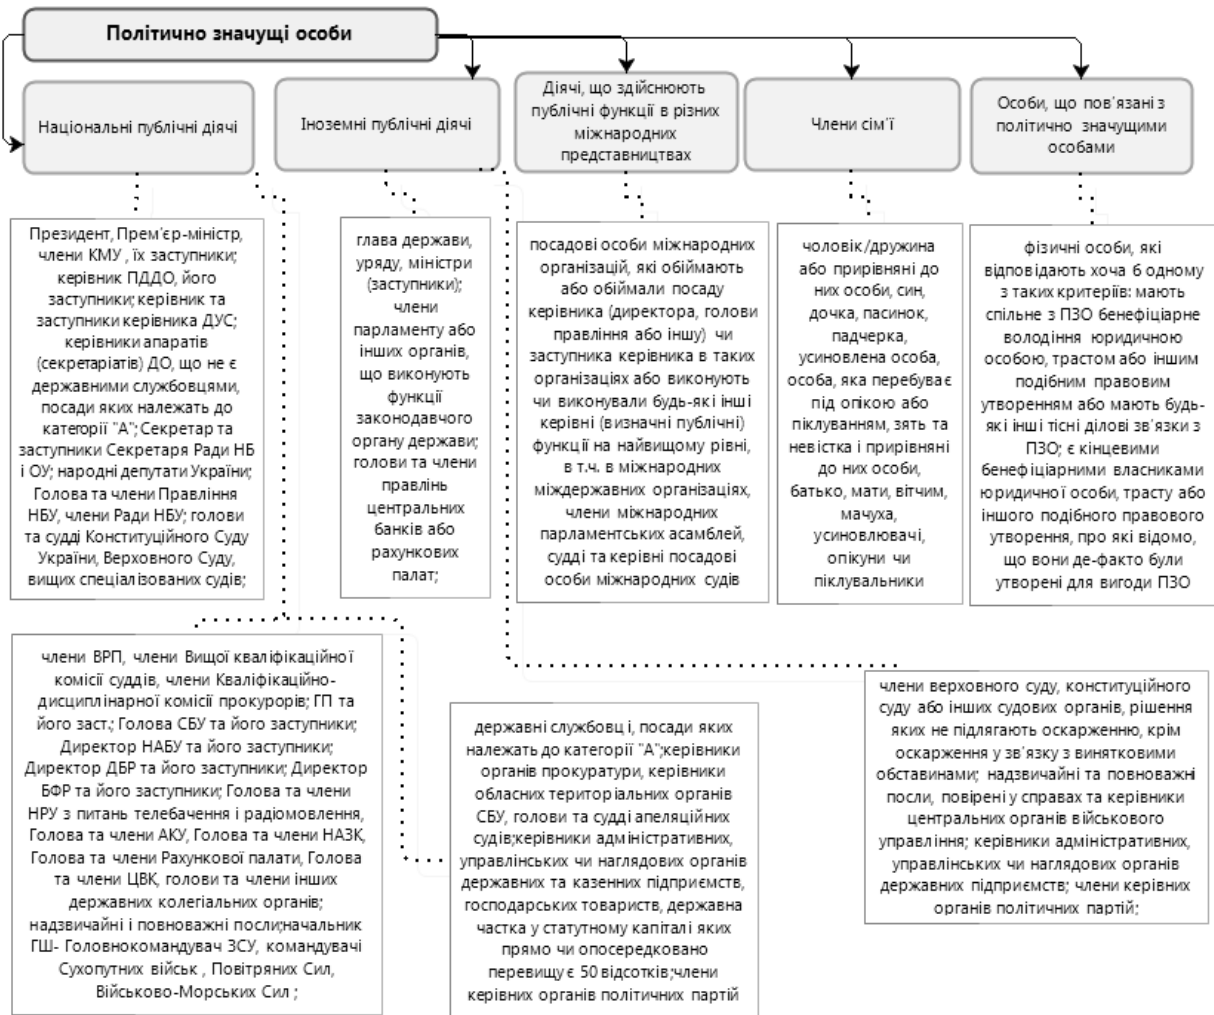 Політично значущі особи
Національні публічні діячі
Іноземні публічні діячі
Діячі, що здійснюють
публічні функції в різних
міжнародних
представництвах
Члени сім'ї
Особи, що пов'язані з
політично значущими
особами
Президент, Прем'єр-міністр,
члени КМУ , їх заступники;
керівник ПДДО, його
заступники; керівник та
заступники керівника ДУС;
керівники апаратів
(секретаріатів) ДО, що не є
державними службовцями,
посади яких належать до
категорії "А"; Секретар та
заступники Секретаря Ради НБ
і ОУ; народні депутати України;
Голова та члени Правління
НБУ, члени Ради НБУ; голови
та судді Конституційного Суду
України, Верховного Суду,
вищих спеціалізованих судів;
глава держави,
уряду, міністри
(заступники);
члени
парламенту або
інших органів,
що виконують
функції
законодавчого
органу держави;
голови та члени
правлінь
центральних
банків або
рахункових
палат;
посадові особи міжнародних
організацій, які обіймають
або обіймали посаду
керівника (директора, голови
правління або іншу) чи
заступника керівника в таких
організаціях або виконують
чи виконували будь-які інші
керівні (визначні публічні)
функції на найвищому рівні,
в т.ч. в міжнародних
міждержавних організаціях,
члени міжнародних
парламентських асамблей,
судді та керівні посадові
особи міжнародних судів
чоловік/дружина
або прирівняні до
них особи, син,
дочка, пасинок,
падчерка,
усиновлена особа,
особа, яка перебуває
під опікою або
піклуванням, зять та
невістка і прирівняні
до них особи,
батько, мати, вітчим,
мачуха,
усиновлювачі,
опікуни чи
піклувальники
фізичні особи, які
відповідають хоча б одному
з таких критеріїв: мають
спільне з ПЗО бенефіціарне
володіння юридичною
особою, трастом або іншим
подібним правовим
утворенням або мають будь-
які інші тісні ділові зв'язки з
ПЗО; є кінцевими
бенефіціарними власниками
юридичної особи, трасту або
іншого подібного правового
утворення, про які відомо,
що вони де-факто були
утворені для вигоди ПЗО
члени ВРП, члени Вищої кваліфікаційної
комісії суддів, члени Кваліфікаційно-
дисциплінарної комісії прокурорів; ГП та
його заст.; Голова СБУ та його заступники;
Директор НАБУ та його заступники;
Директор ДБР та його заступники; Директор
БФР та його заступники; Голова та члени
НРУ з питань телебачення і радіомовлення,
Голова та члени АКУ, Голова та члени НАЗК,
Голова та члени Рахункової палати, Голова
та члени ЦВК, голови та члени інших
державних колегіальних органів;
надзвичайні і повноважні посли;начальник
ГШ- Головнокомандувач ЗСУ, командувачі
Сухопутних військ , Повітряних Сил,
Військово-Морських Сил ;
державні службовці, посади яких
належать до категорії "А";керівники
органів прокуратури, керівники
обласних територіальних органів
СБУ, голови та судді апеляційних
судів;керівники адміністративних,
управлінських чи наглядових органів
державних та казенних підприємств,
господарських товариств, державна
частка у статутному капіталі яких
прямо чи опосередковано
перевищує 50 відсотків;члени
керівних органів політичних партій
члени верховного суду, конституційного
суду або інших судових органів, рішення
яких не підлягають оскарженню, крім
оскарження у зв'язку з винятковими
обставинами; надзвичайні та повноважні
посли, повірені у справах та керівники
центральних органів військового
управління; керівники адміністративних,
управлінських чи наглядових органів
державних підприємств; члени керівних
органів політичних партій;